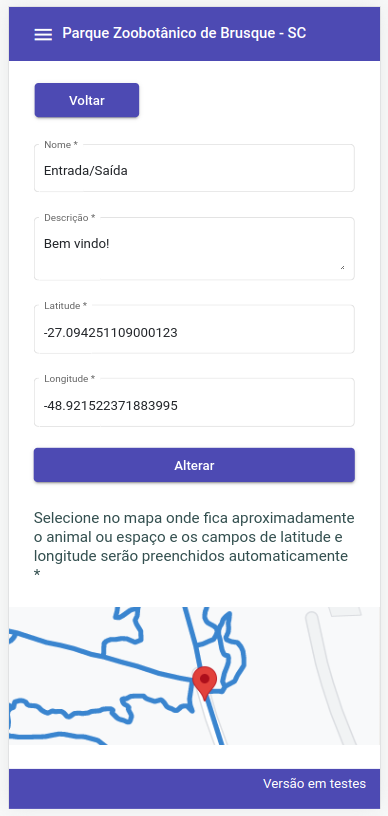 Parque Zoobotânico de Brusque - SC
Voltar
Nome *
Entrada/Saída
Descrição *
Bem vindo!
Latitude *
-27.094251109000123
Longitude *
-48.921522371883995
Alterar
Selecione no mapa onde fica aproximadamente
o animal ou espaço e os campos de latitude e
longitude serão preenchidos automaticamente
*
Versão em testes